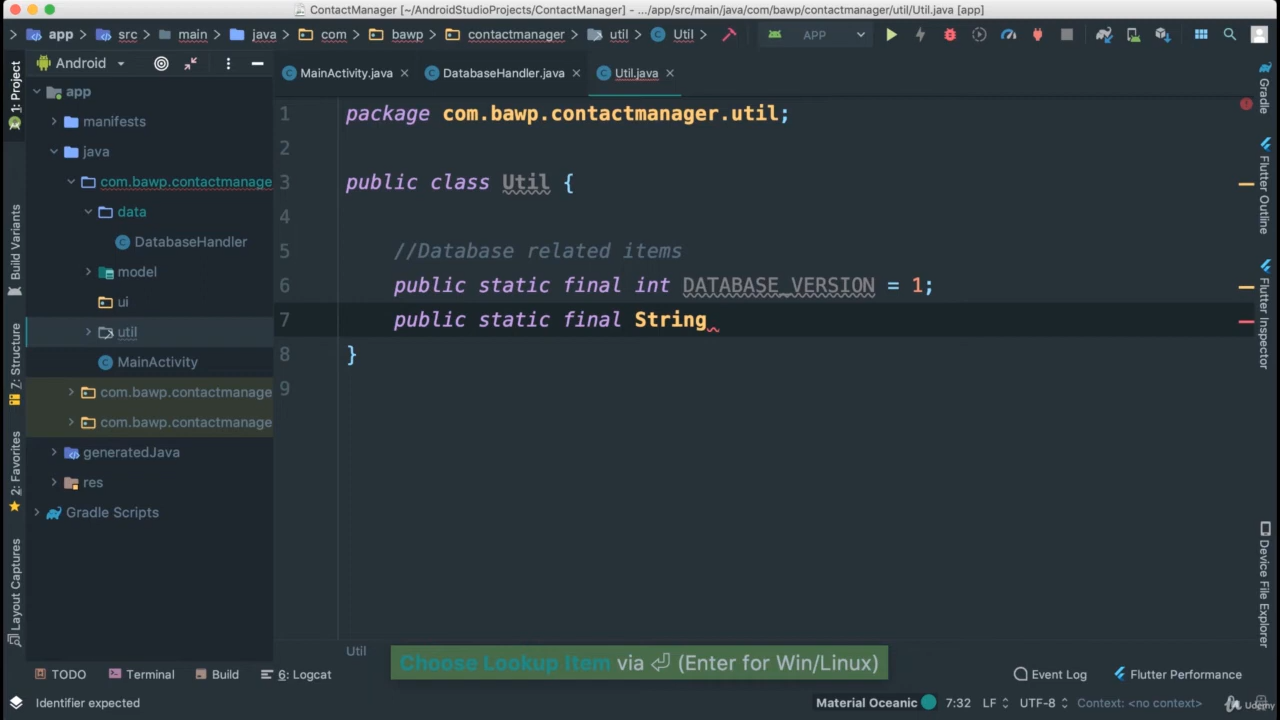 ContactManager [~/AndroidStudioProjects/ContactManager] - .../app/src/main/java/com/bawp/contactmanager/util/Util.java [app]
app src main java com bawp contactmanager util Util APP
Android
MainActivity.java DatabaseHandler.java Util.java
1: Project
Build Variants
7: Structure
2: Favorites
Layout Captures
app
manifests
java
com.bawp.contactmanage
data
DatabaseHandler
model
ui
util
MainActivity
com.bawp.contactmanage
com.bawp.contactmanage
generatedJava
res
Gradle Scripts
1 package com.bawp.contactmanager.util;
2
3 public class Util {
4
5 //Database related items
6 public static final int DATABASE_VERSION = 1;
7 public static final String
8 }
9
Gradle
Flutter Outline
Flutter Inspector
Device File Explorer
Util
Choose Lookup Item via ⏎ (Enter for Win/Linux)
TODO Terminal Build 6: Logcat Event Log Flutter Performance
Identifier expected Material Oceanic 7:32 LF UTF-8 Context: <no context>
Udemy